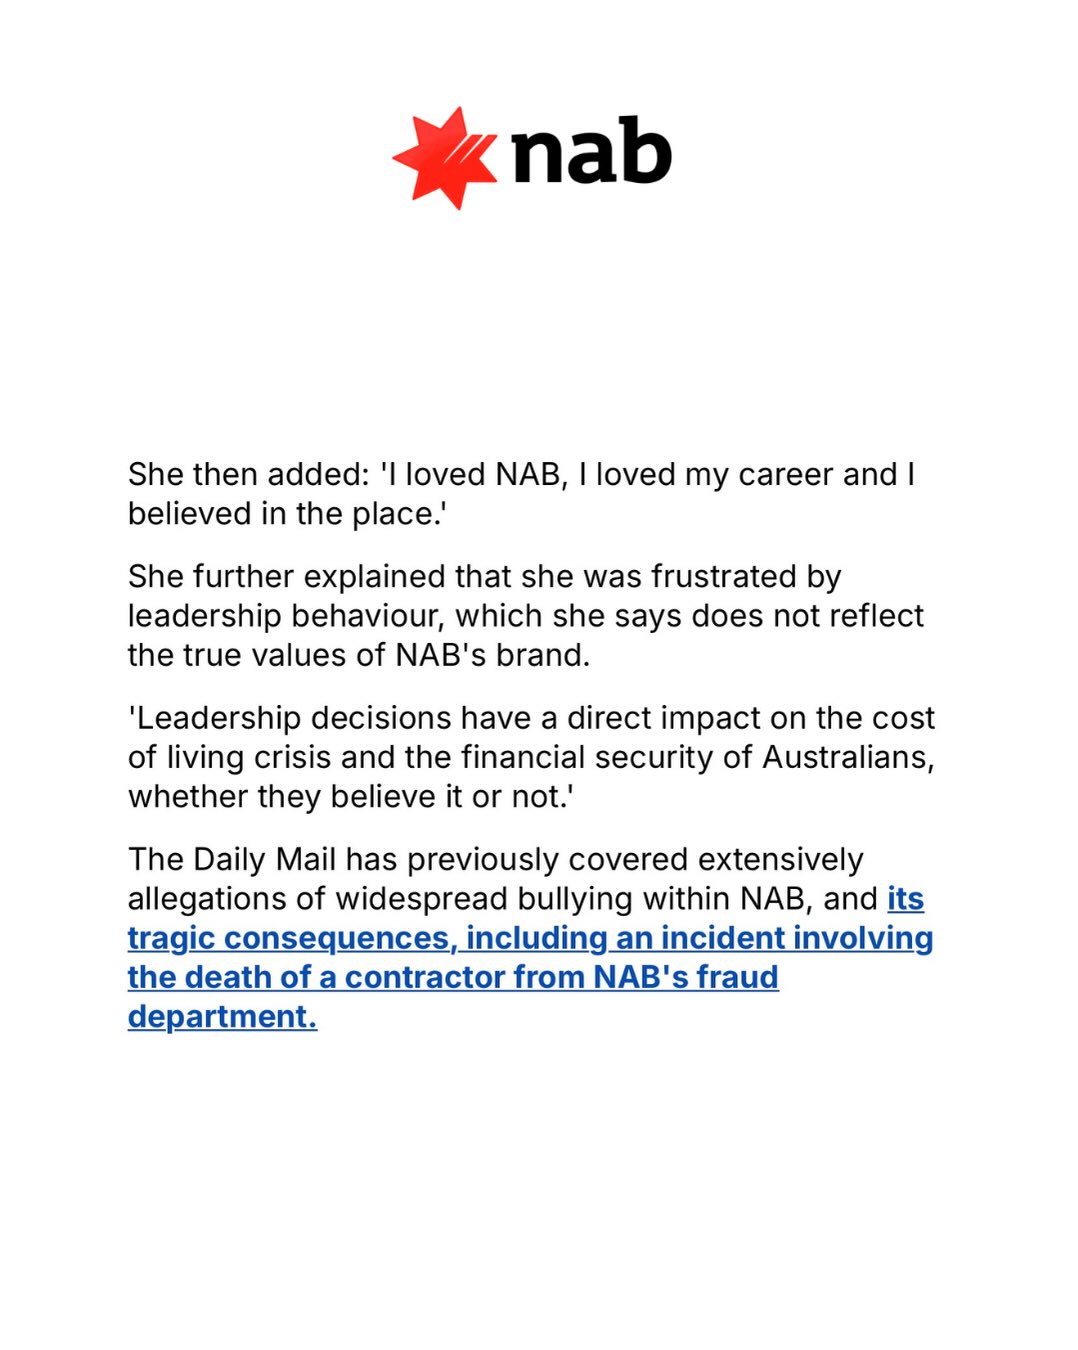 nab
She then added: 'I loved NAB, I loved my career and I
believed in the place.'
She further explained that she was frustrated by
leadership behaviour, which she says does not reflect
the true values of NAB's brand.
'Leadership decisions have a direct impact on the cost
of living crisis and the financial security of Australians,
whether they believe it or not.'
The Daily Mail has previously covered extensively
allegations of widespread bullying within NAB, and its
tragic consequences, including an incident involving
the death of a contractor from NAB's fraud
department.